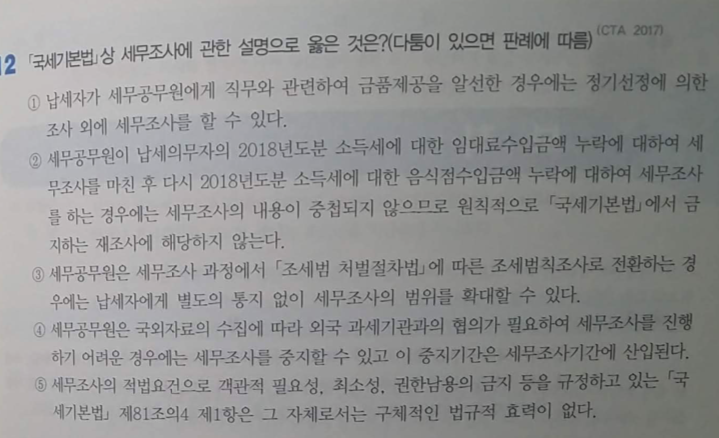 12 「국세기본법」상 세무조사에 관한 설명으로 옳은 것은?(다툼이 있으면 판례에 따름)(CTA 2017)
① 납세자가 세무공무원에게 직무와 관련하여 금품제공을 알선한 경우에는 정기선정에 의한
조사 외에 세무조사를 할 수 있다.
② 세무공무원이 납세의무자의 2018년도분 소득세에 대한 임대료수입금액 누락에 대하여 세
무조사를 마친 후 다시 2018년도분 소득세에 대한 음식점수입금액 누락에 대하여 세무조사
를 하는 경우에는 세무조사의 내용이 중첩되지 않으므로 원칙적으로 「국세기본법」에서 금
지하는 재조사에 해당하지 않는다.
③ 세무공무원은 세무조사 과정에서 「조세범 처벌절차법」에 따른 조세범칙조사로 전환하는 경
우에는 납세자에게 별도의 통지 없이 세무조사의 범위를 확대할 수 있다.
④ 세무공무원은 국외자료의 수집에 따라 외국 과세기관과의 협의가 필요하여 세무조사를 진행
하기 어려운 경우에는 세무조사를 중지할 수 있고 이 중지기간은 세무조사기간에 산입된다.
⑤ 세무조사의 적법요건으로 객관적 필요성, 최소성, 권한남용의 금지 등을 규정하고 있는 「국
세기본법」 제81조의4 제1항은 그 자체로서는 구체적인 법규적 효력이 없다.